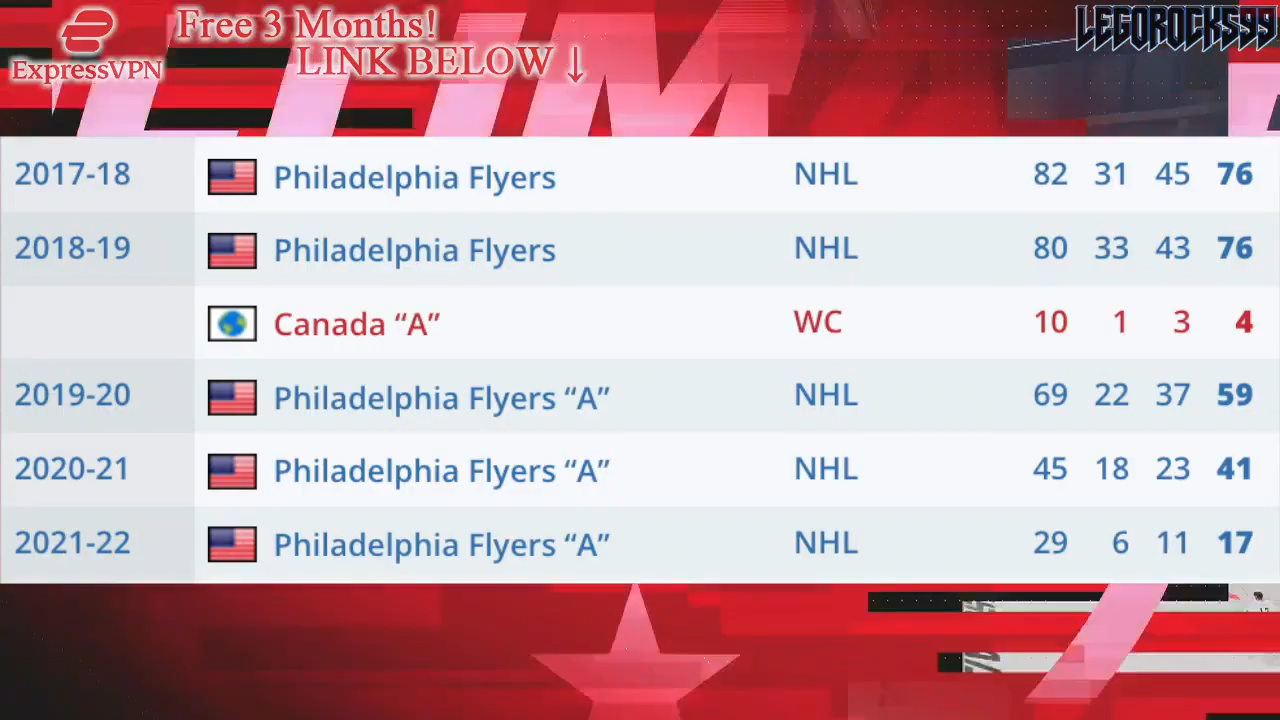 ExpressVPN
Free 3 Months!
LINK BELOW ↓
LEGOROCKS99
2017-18 Philadelphia Flyers NHL 82 31 45 76
2018-19 Philadelphia Flyers NHL 80 33 43 76
Canada “A” WC 10 1 3 4
2019-20 Philadelphia Flyers “A” NHL 69 22 37 59
2020-21 Philadelphia Flyers “A” NHL 45 18 23 41
2021-22 Philadelphia Flyers “A” NHL 29 6 11 17